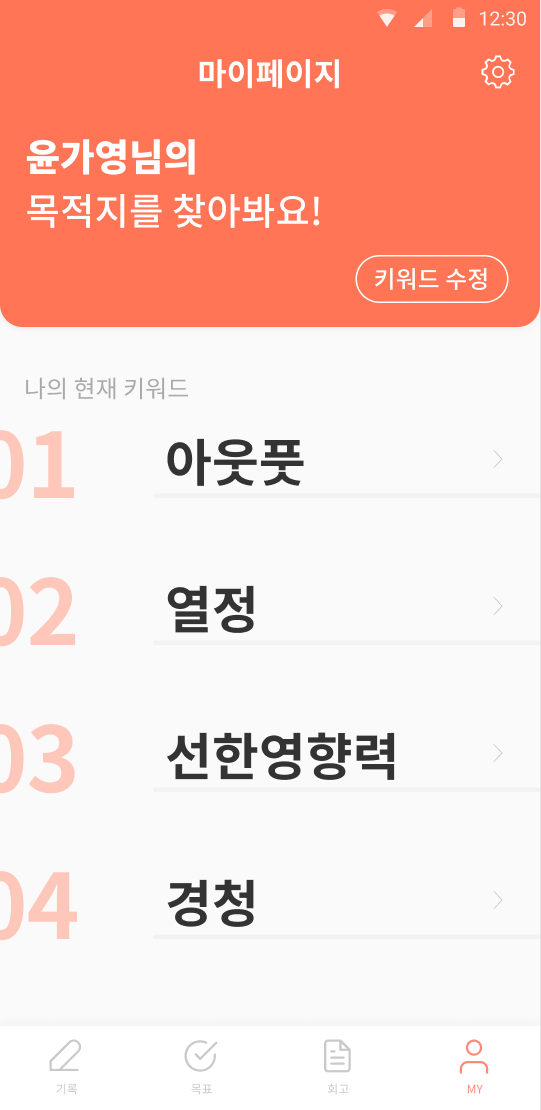 12:30
마이페이지
윤가영님의
목적지를 찾아봐요!
키워드 수정
나의 현재 키워드
01 아웃풋
02 열정
03 선한영향력
04 경청
기록 목표 회고 MY